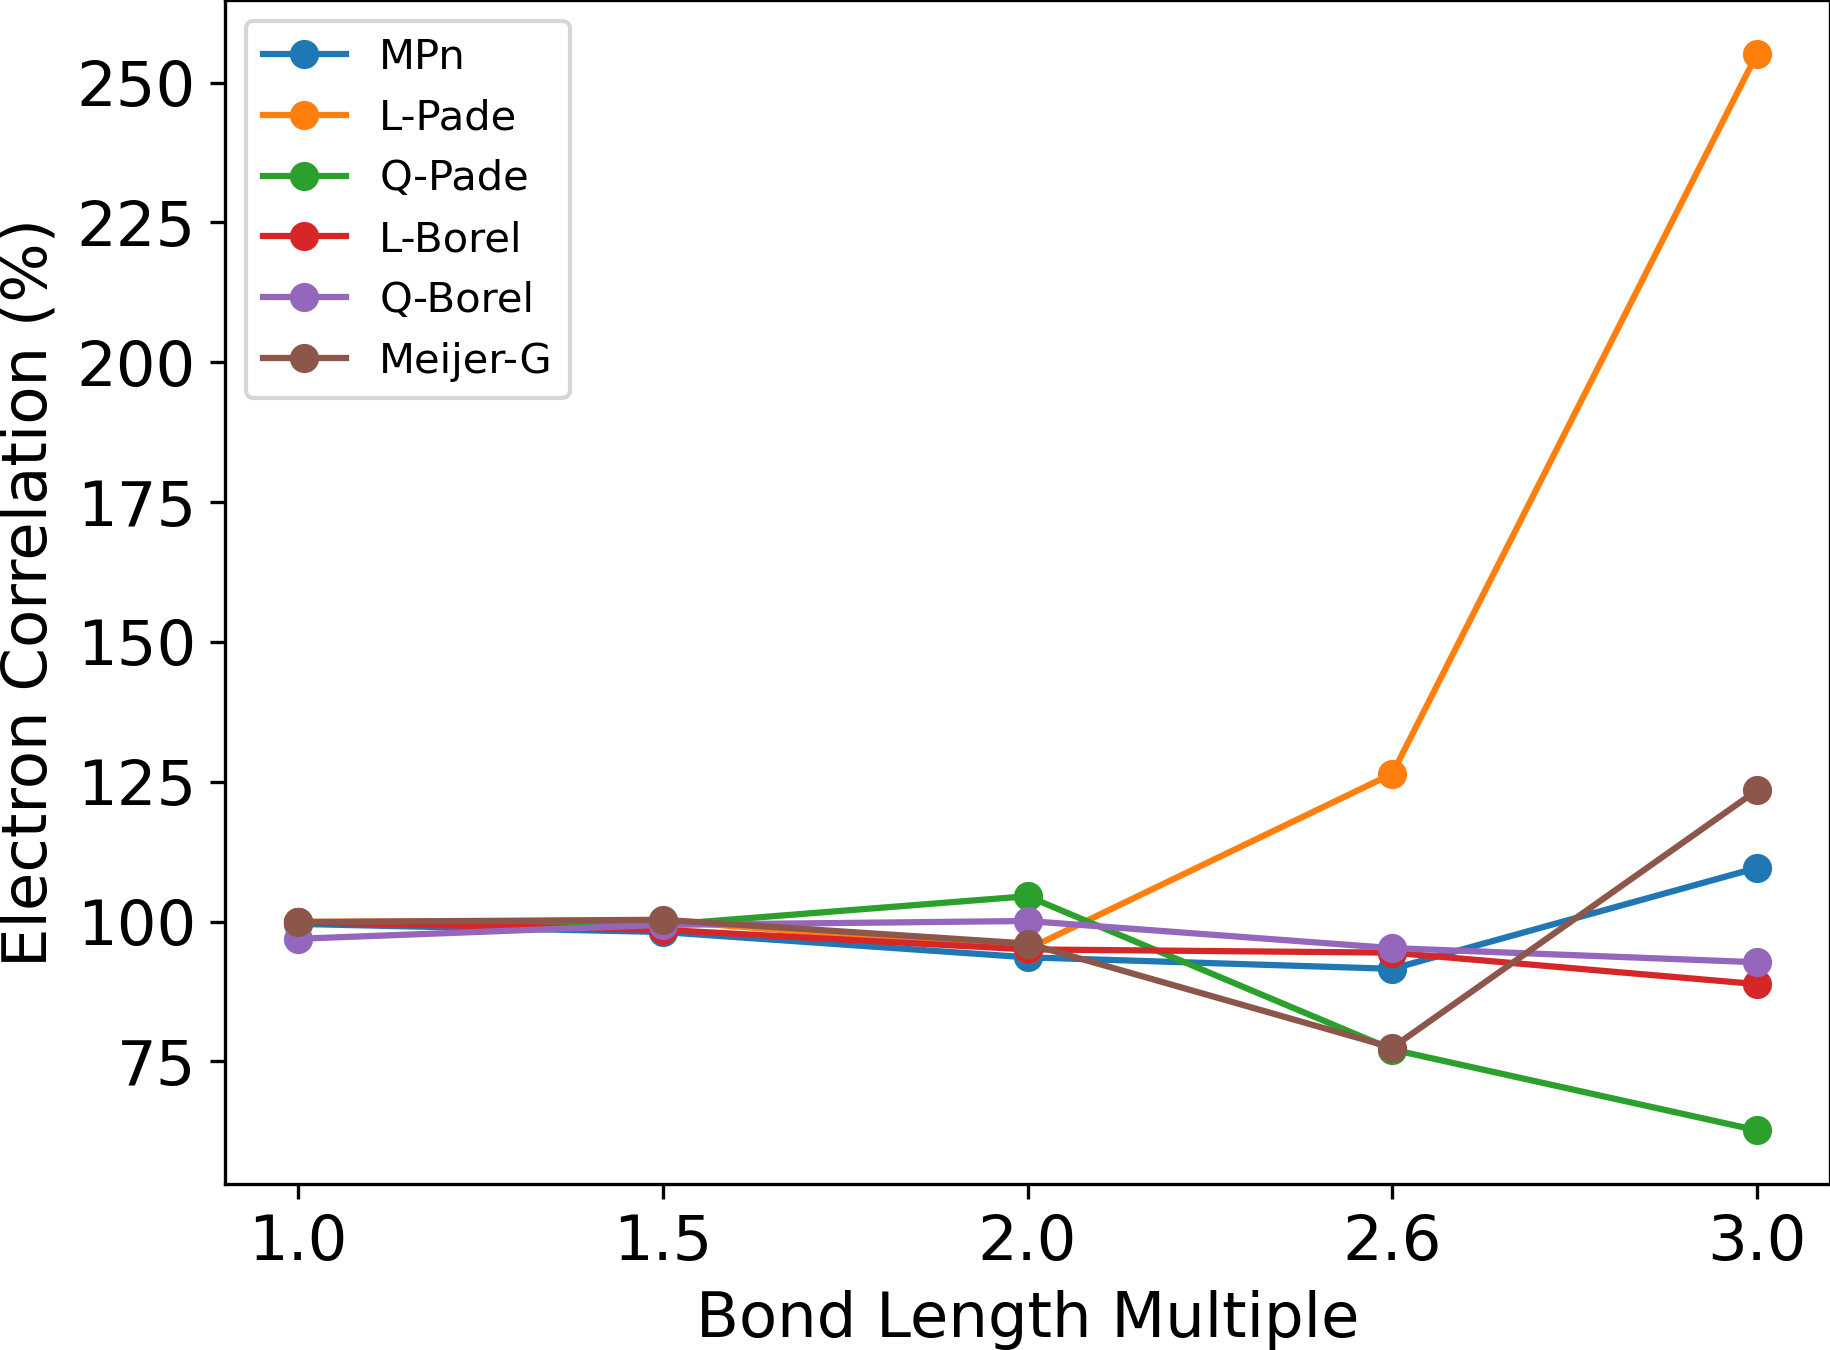 MPn
L-Pade
Q-Pade
L-Borel
Q-Borel
Meijer-G
Electron Correlation (%)
250
225
200
175
150
125
100
75
1.0 1.5 2.0 2.6 3.0
Bond Length Multiple